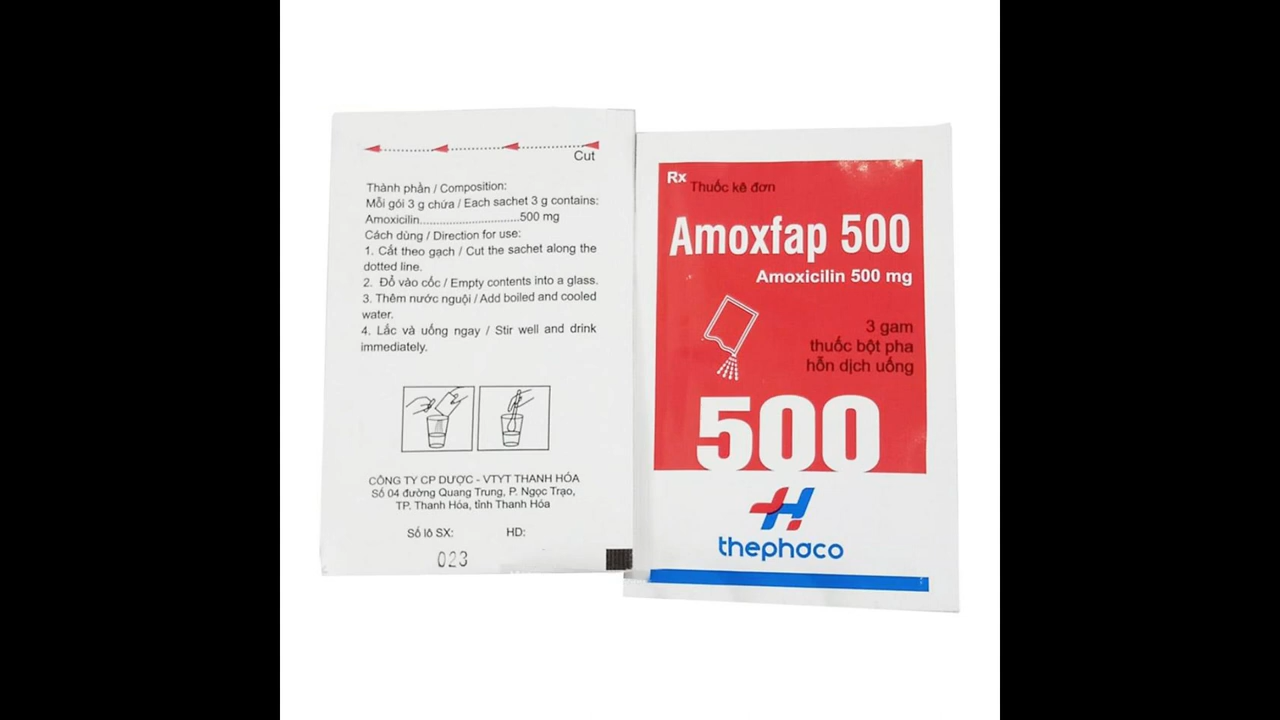 Cut
Thành phần / Composition:
Mỗi gói 3 g chứa / Each sachet 3 g contains:
Amoxicilin..............................500 mg
Cách dùng / Direction for use:
1. Cắt theo gạch / Cut the sachet along the
dotted line.
2. Đổ vào cốc / Empty contents into a glass.
3. Thêm nước nguội / Add boiled and cooled
water.
4. Lắc và uống ngay / Stir well and drink
immediately.
CÔNG TY CP DƯỢC - VTYT THANH HÓA
Số 04 đường Quang Trung, P. Ngọc Trạo,
TP. Thanh Hóa, tỉnh Thanh Hóa
Số lô SX: HD:
023
Rx Thuốc kê đơn
Amoxfap 500
Amoxicilin 500 mg
3 gam
thuốc bột pha
hỗn dịch uống
500
thephaco